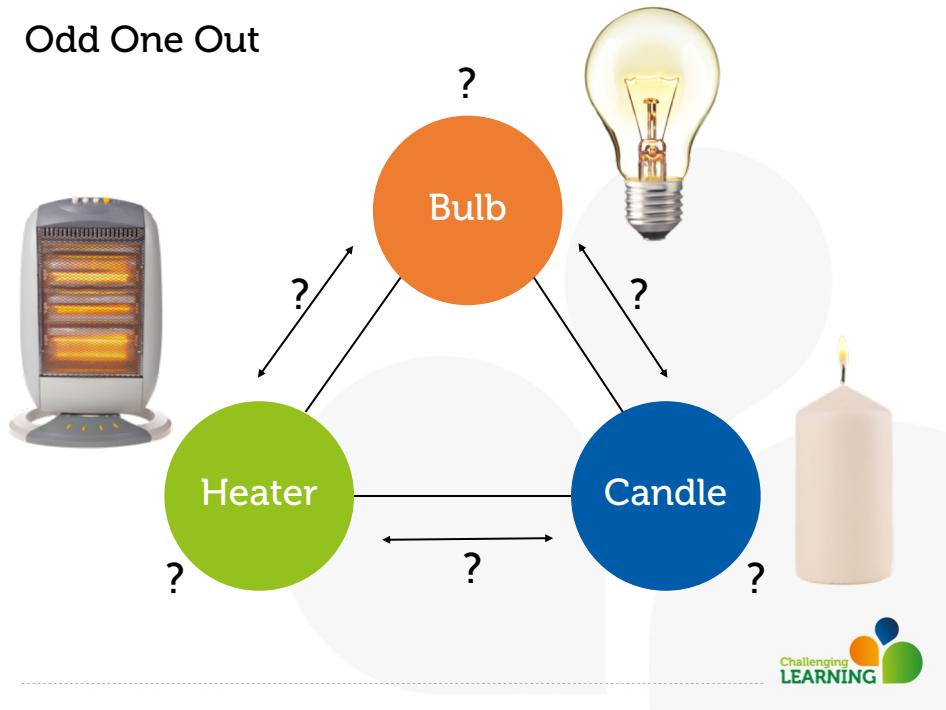 Odd One Out
?
Bulb
?
?
Heater
Candle
?
?
?
Challenging
LEARNING